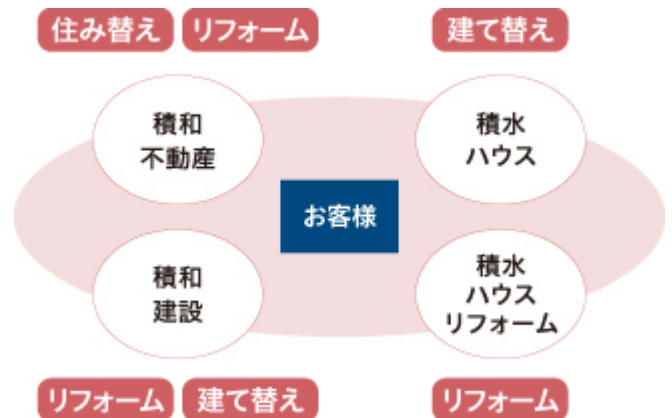 住み替え
リフォーム
建て替え
積和
不動産
積水
ハウス
お客様
積和
建設
積水
ハウス
リフォーム
リフォーム
建て替え
リフォーム